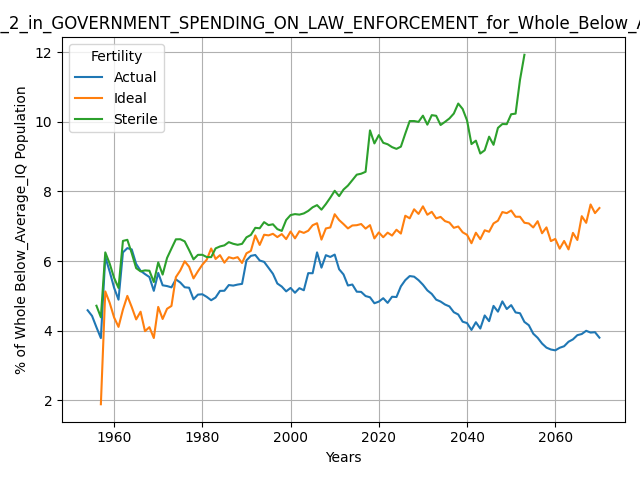 _2_in_GOVERNMENT_SPENDING_ON_LAW_ENFORCEMENT_for_Whole_Below_A
Fertility
Actual
Ideal
Sterile
% of Whole Below_Average_IQ Population
12
10
8
6
4
2
1960 1980 2000 2020 2040 2060
Years